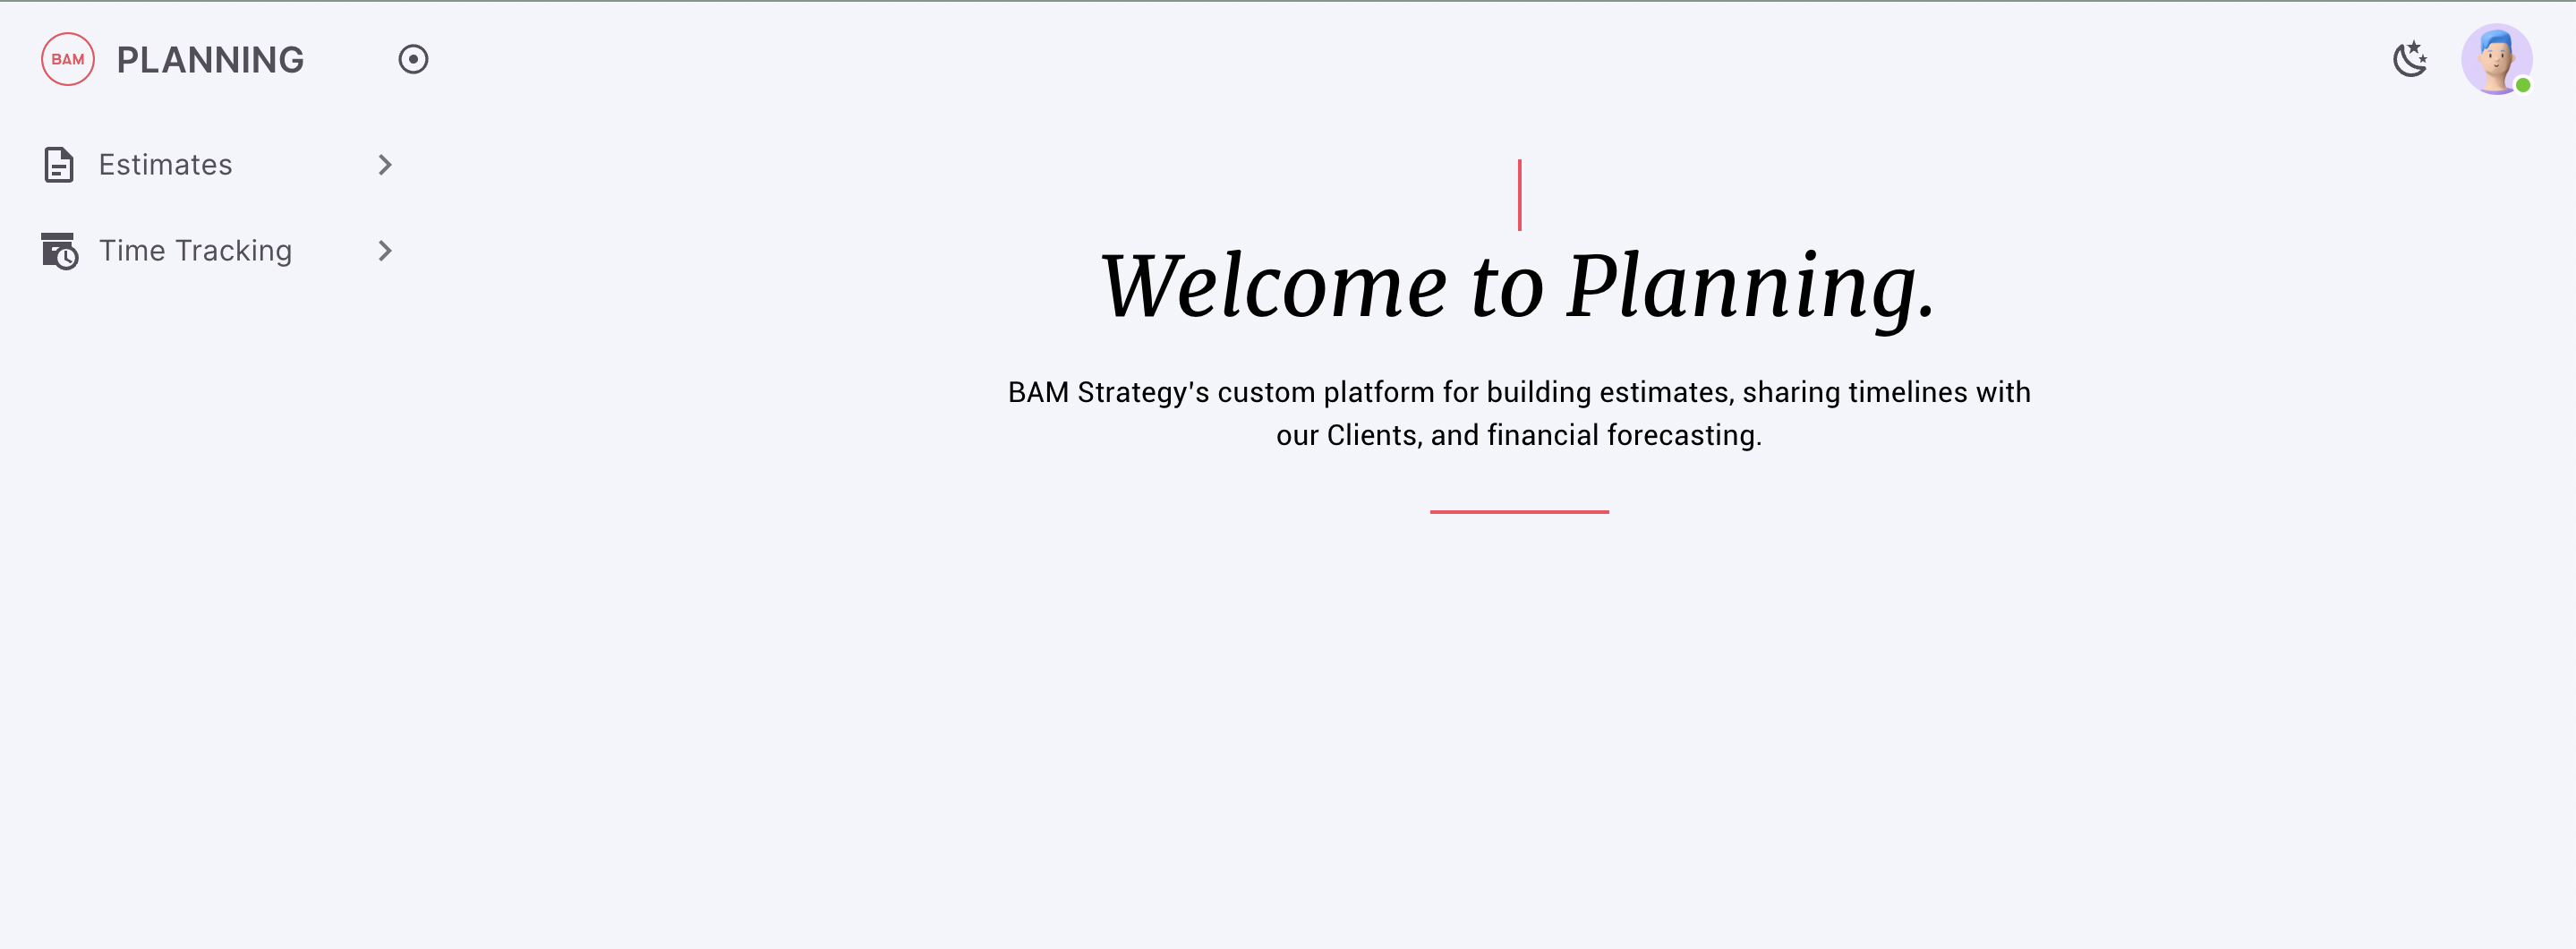 BAM
PLANNING
Estimates
Time Tracking
Welcome to Planning.
BAM Strategy's custom platform for building estimates, sharing timelines with
our Clients, and financial forecasting.